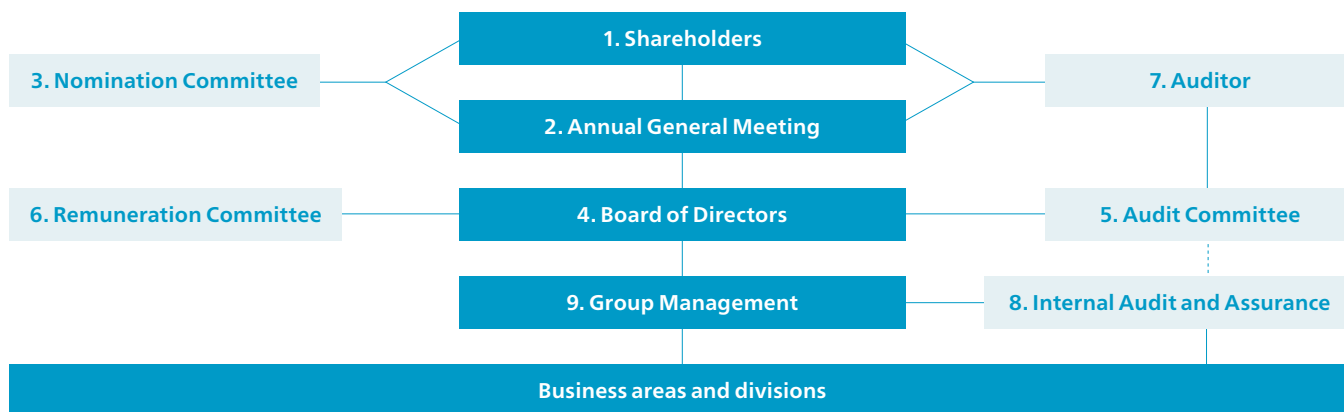 1. Shareholders
3. Nomination Committee
7. Auditor
2. Annual General Meeting
6. Remuneration Committee
4. Board of Directors
5. Audit Committee
9. Group Management
8. Internal Audit and Assurance
Business areas and divisions